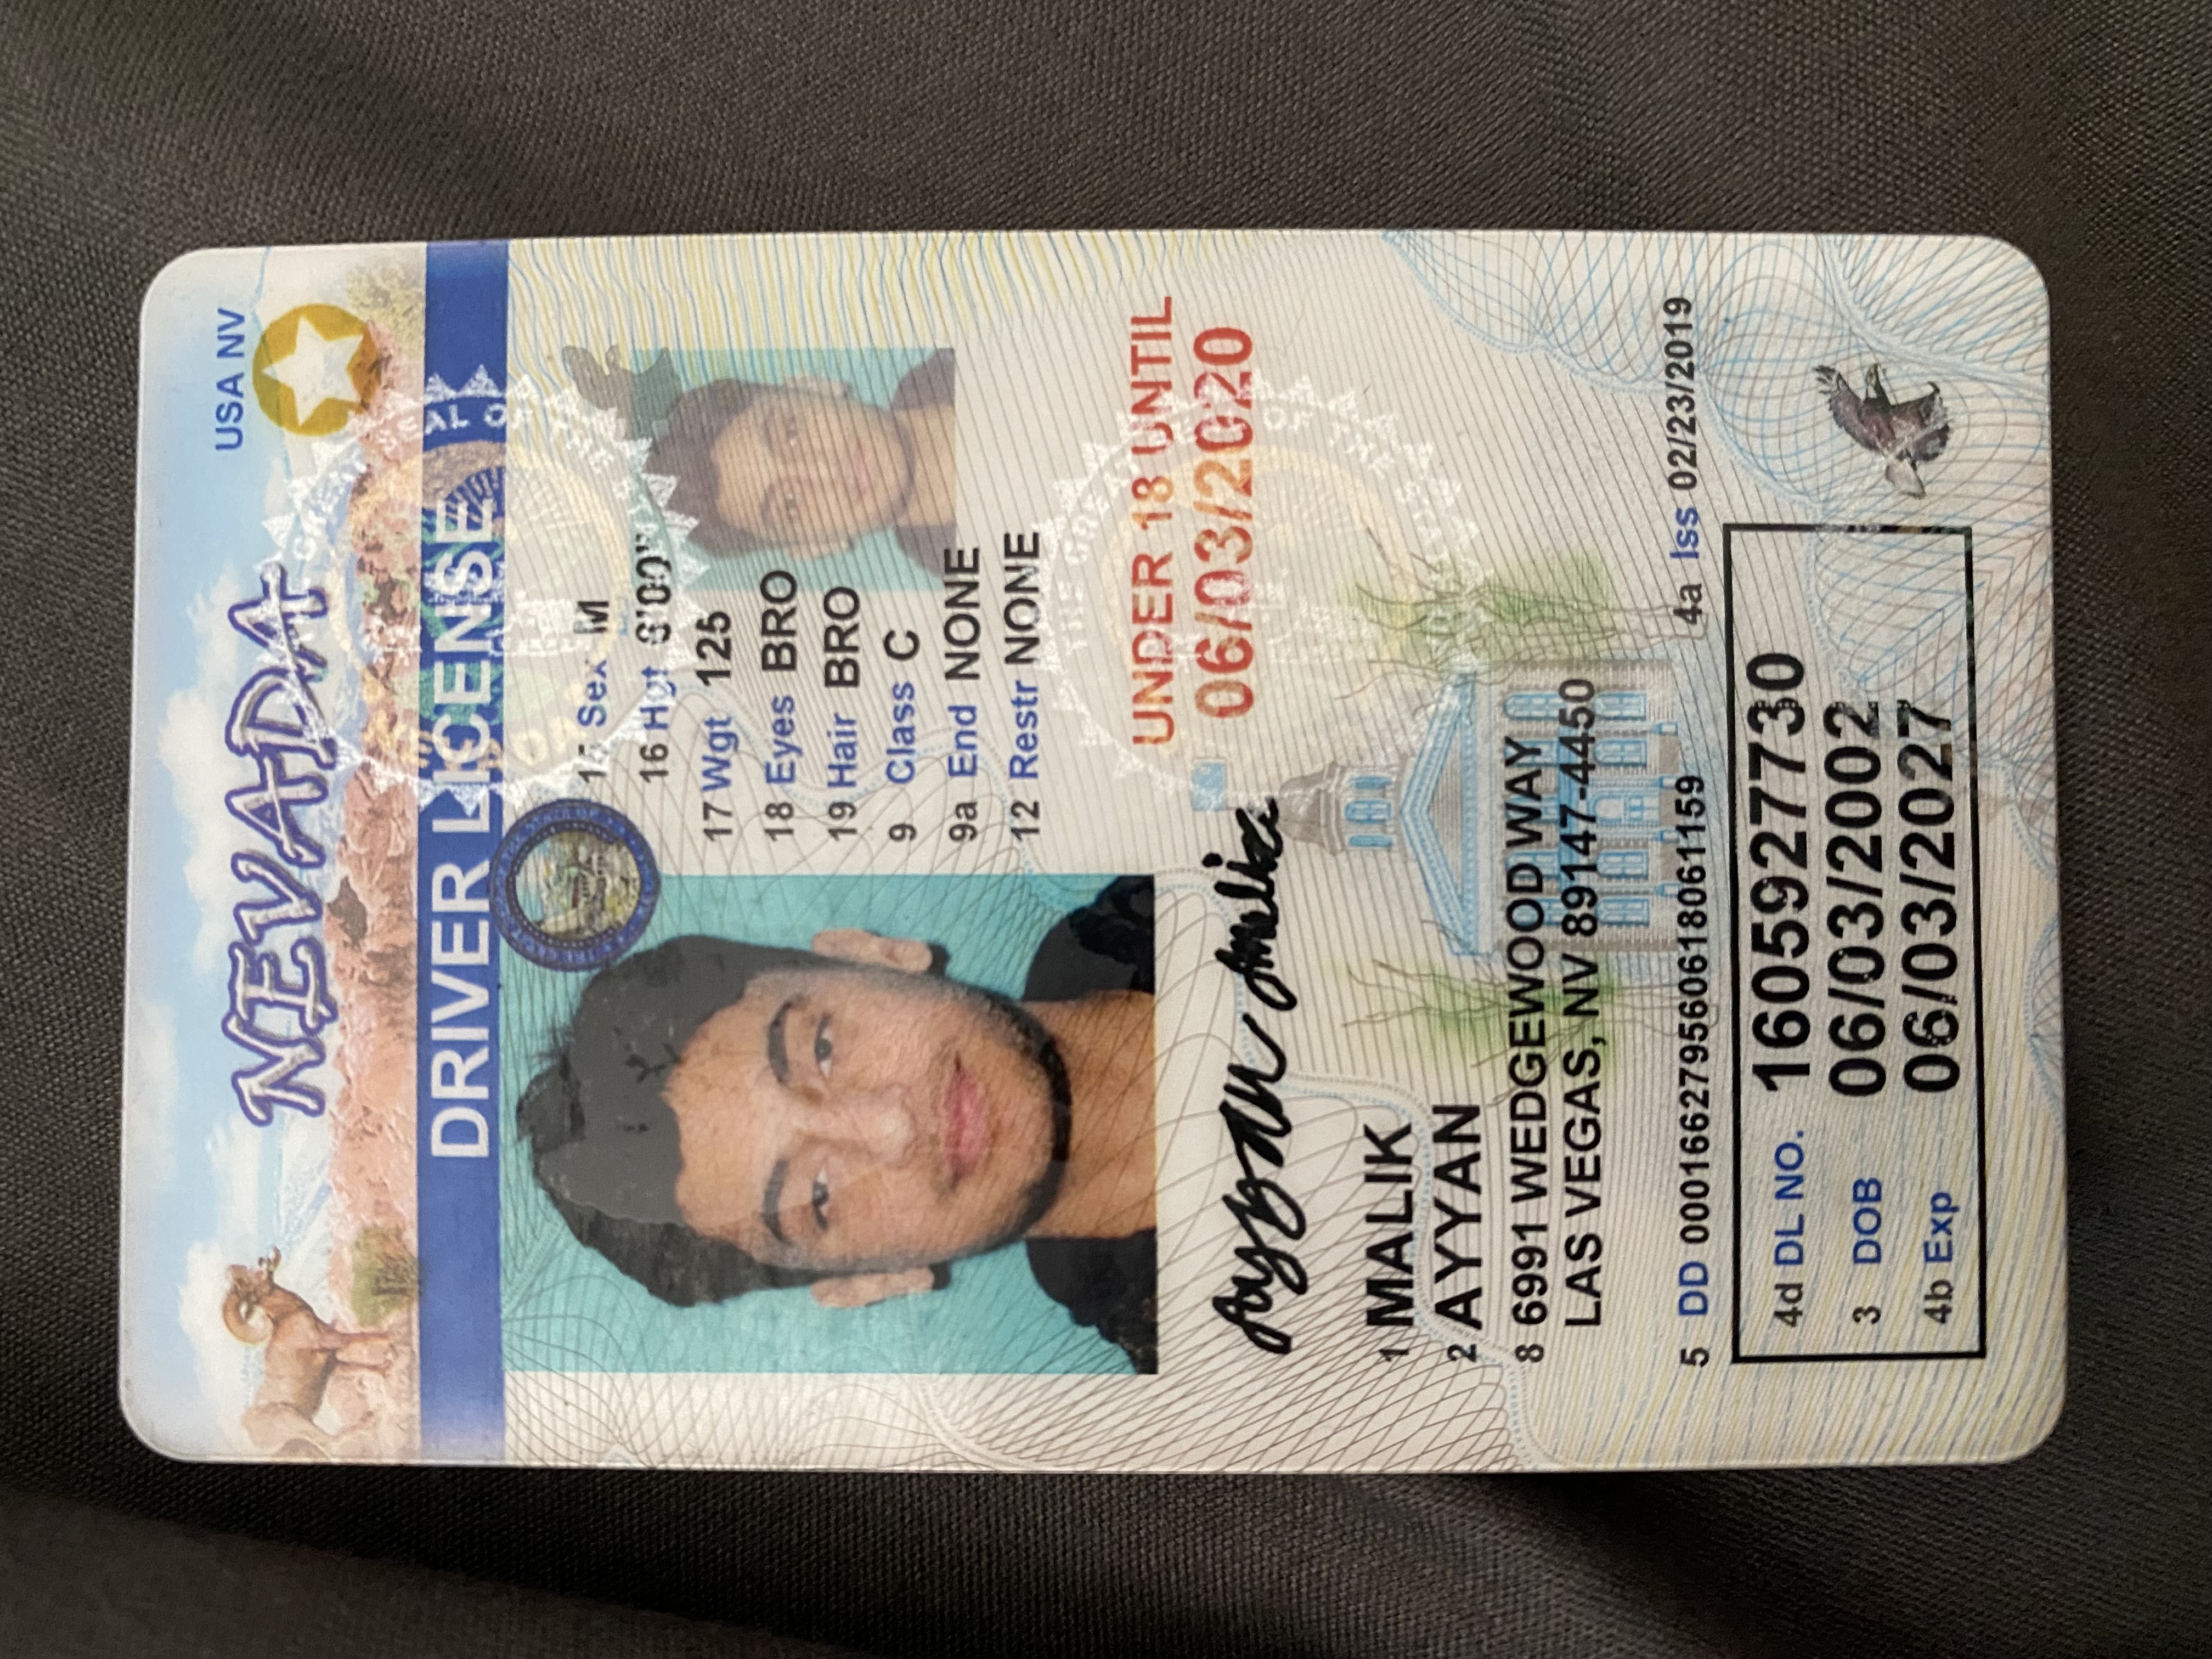 USA NV
NEVADA
DRIVER LICENSE
15 Sex M
16 Hgt 6'00"
17 Wgt 125
18 Eyes BRO
19 Hair BRO
9 Class C
9a End NONE
12 Restr NONE
UNDER 18 UNTIL
06/03/2020
Ayyan Malik
1 MALIK
2 AYYAN
8 6991 WEDGEWOOD WAY
LAS VEGAS, NV 89147-4450
5 DD 000166279560618061159
4a Iss 02/23/2019
4d DL NO. 1605927730
3 DOB 06/03/2002
4b Exp 06/03/2027